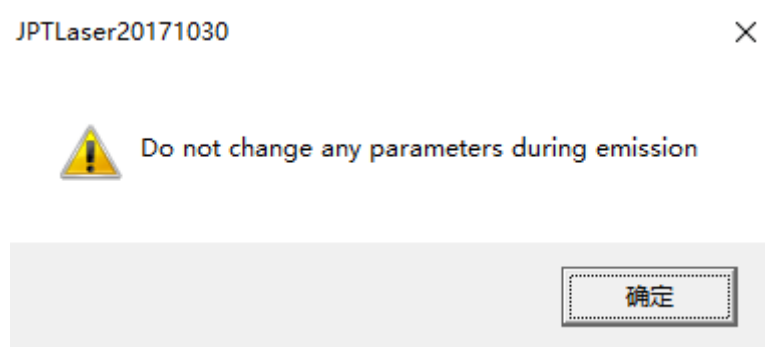 JPTLaser20171030
Do not change any parameters during emission
确定